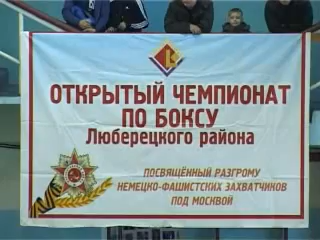 ОТКРЫТЫЙ ЧЕМПИОНАТ
ПО БОКСУ
Люберецкого района
ПОСВЯЩЁННЫЙ РАЗГРОМУ
НЕМЕЦКО-ФАШИСТСКИХ ЗАХВАТЧИКОВ
ПОД МОСКВОЙ